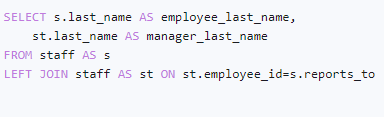 SELECT s.last_name AS employee_last_name,
    st.last_name AS manager_last_name
FROM staff AS s
LEFT JOIN staff AS st ON st.employee_id=s.reports_to